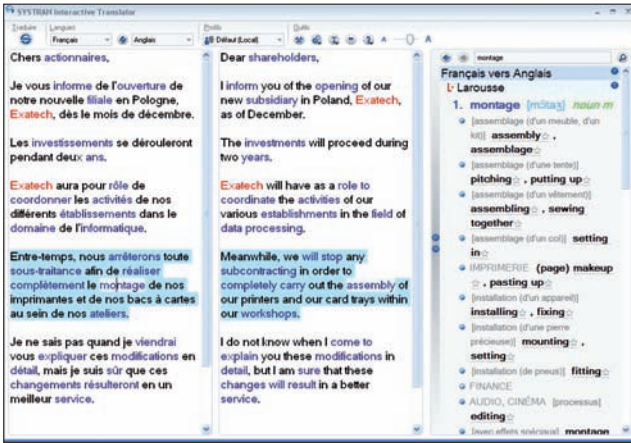 SYSTRAN Interactive Translator
Traduire
Langues
Profils
Outils
Français
Anglais
Défaut (Local)
A
A
Chers actionnaires,
Je vous informe de l'ouverture de
notre nouvelle filiale en Pologne,
Exatech, dès le mois de décembre.
Les investissements se dérouleront
pendant deux ans.
Exatech aura pour rôle de
coordonner les activités de nos
différents établissements dans le
domaine de l'informatique.
Entre-temps, nous arrêterons toute
sous-traitance afin de réaliser
complètement le montage de nos
imprimantes et de nos bacs à cartes
au sein de nos ateliers.
Je ne sais pas quand je viendrai
vous expliquer ces modifications en
détail, mais je suis sûr que ces
changements résulteront en un
meilleur service.
Dear shareholders,
I inform you of the opening of our
new subsidiary in Poland, Exatech,
as of December.
The investments will proceed during
two years.
Exatech will have as a role to
coordinate the activities of our
various establishments in the field of
data processing.
Meanwhile, we will stop any
subcontracting in order to
completely carry out the assembly of
our printers and our card trays within
our workshops.
I do not know when I come to
explain you these modifications in
detail, but I am sure that these
changes will result in a better
service.
montage
Français vers Anglais
L· Larousse
1. montage [mɔ̃taʒ] noun m
[assemblage (d'un meuble, d'un
kit)] assembly☆ ,
assemblage☆
[assemblage (d'une tente)]
pitching☆ , putting up☆
[assemblage (d'un vêtement)]
assembling☆ , sewing
together☆
[assemblage (d'un col)] setting
in☆
IMPRIMERIE (page) makeup
☆ , pasting up☆
[installation (d'un appareil)]
installing☆ , fixing☆
[installation (d'une pierre
précieuse)] mounting☆ ,
setting☆
[installation (de pneus)] fitting☆
FINANCE
AUDIO, CINÉMA [processus]
editing☆
[avec effets spéciaux] montage